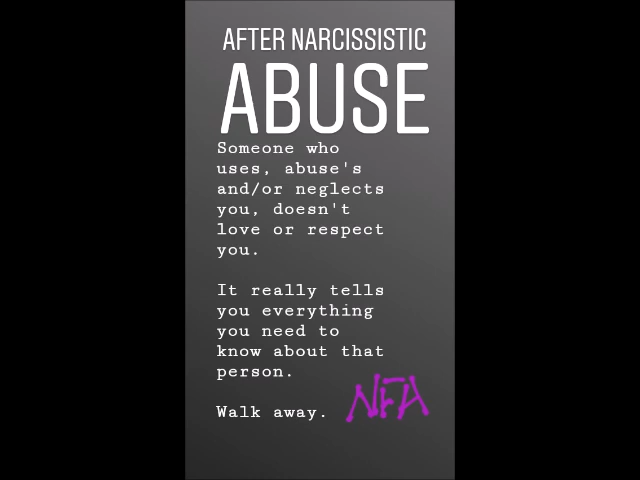 AFTER NARCISSISTIC
ABUSE
Someone who
uses, abuse's
and/or neglects
you, doesn't
love or respect
you.
It really tells
you everything
you need to
know about that
person.
Walk away.
NFA